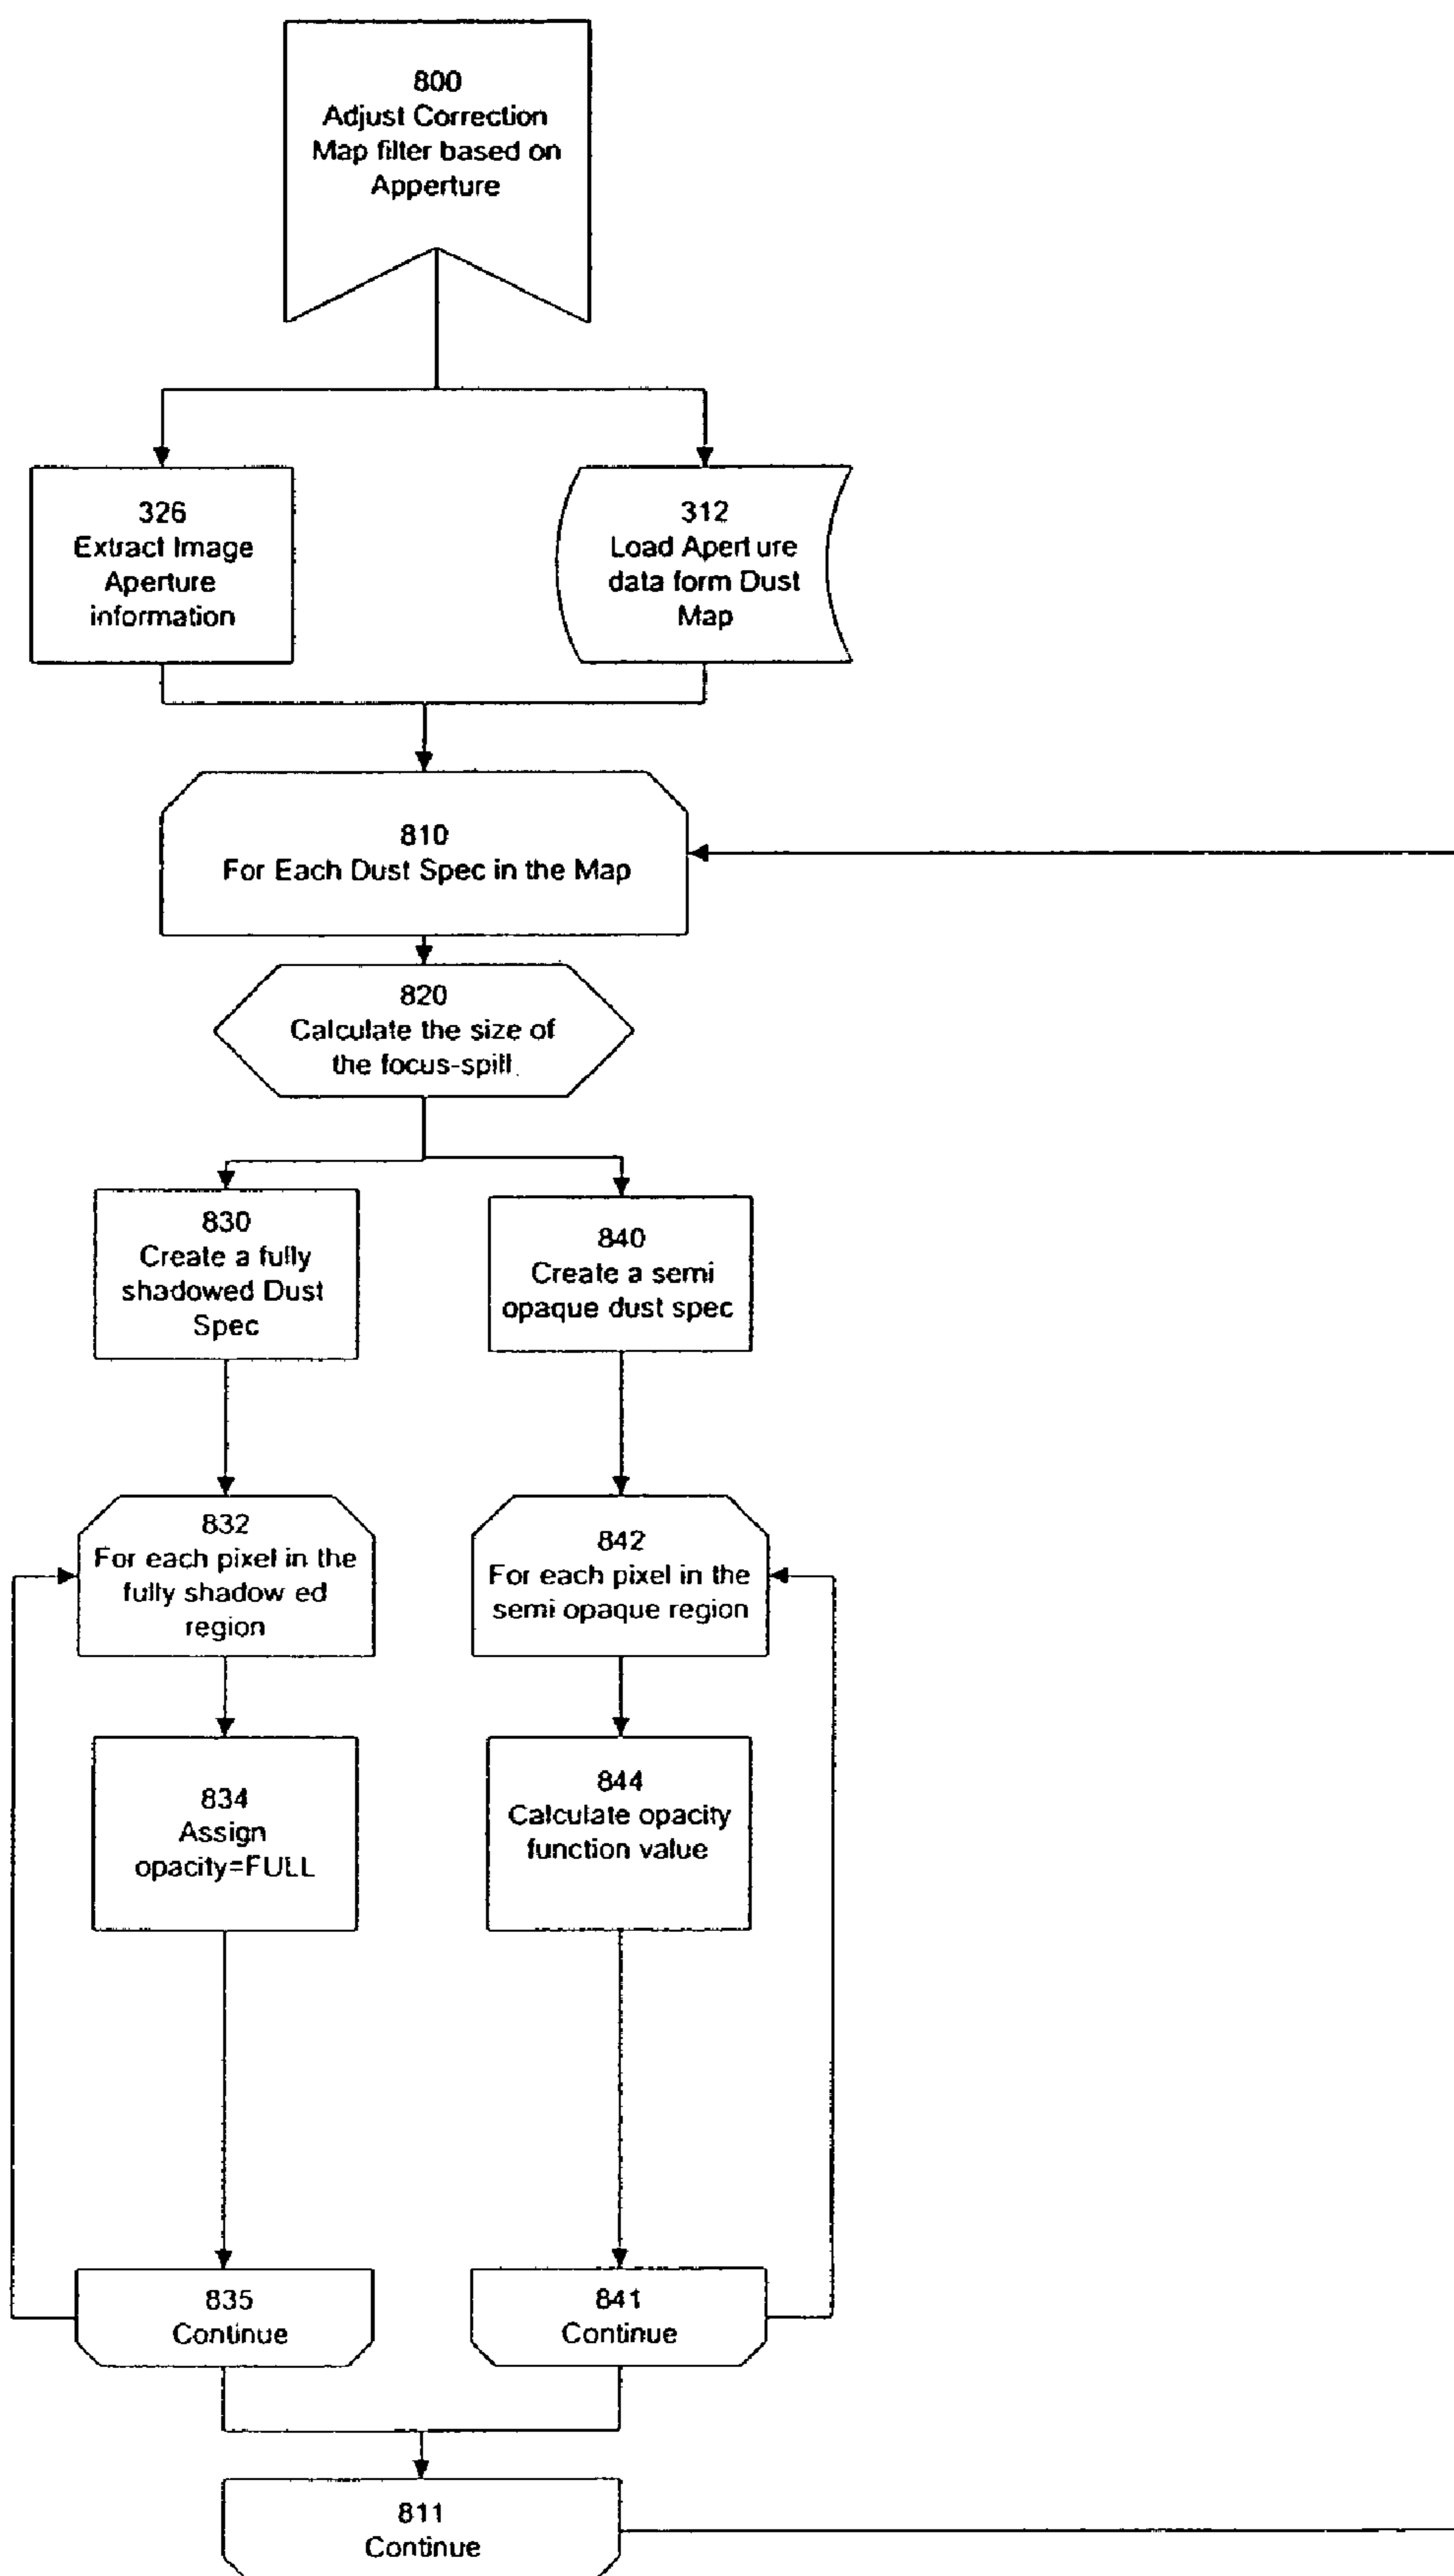 800
Adjust Correction
Map filter based on
Apperture
326
Extract Image
Aperture
information
312
Load Aperture
data form Dust
Map
810
For Each Dust Spec in the Map
820
Calculate the size of
the focus-spill.
830
Create a fully
shadowed Dust
Spec
840
Create a semi
opaque dust spec
832
For each pixel in the
fully shadow ed
region
842
For each pixel in the
semi opaque region
834
Assign
opacity=FULL
844
Calculate opacity
function value
835
Continue
841
Continue
811
Continue